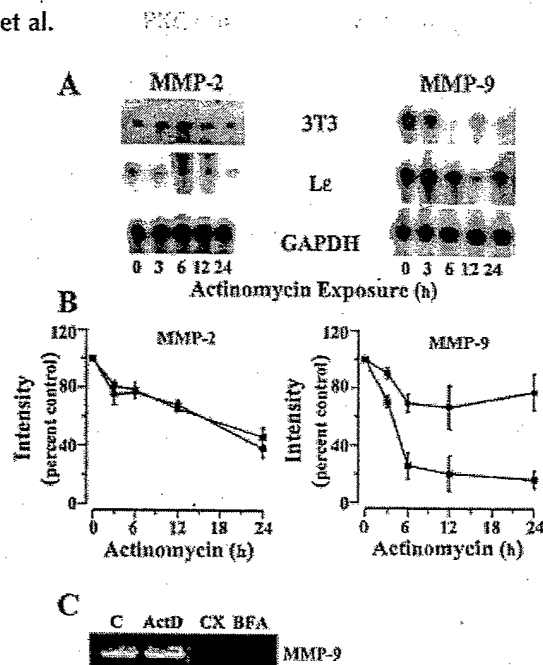 et al.
A
MMP-2
MMP-9
3T3
Lε
GAPDH
0 3 6 12 24
0 3 6 12 24
Actinomycin Exposure (h)
B
120
80
40
0
Intensity
(percent control)
MMP-2
0 6 12 18 24
Actinomycin (h)
120
80
40
0
Intensity
(percent control)
MMP-9
0 6 12 18 24
Actinomycin (h)
C
C ActD CX BFA
MMP-9